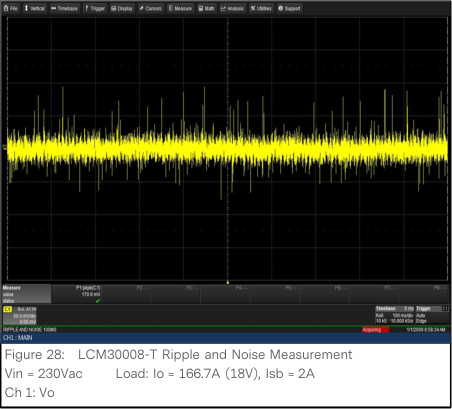 File Vertical Timebase Trigger Display Cursors Measure Math Analysis Utilities Support
Measure P1:pkpk(C1) P2:- - - P3:- - - P4:- - - P5:- - - P6:- - - P7:- - - P8:- - -
value 170.9 mV
status
C1 BwL AC1M
50.0 mV/div
0.00 mV
Timebase 0 ms Trigger
Roll 100 ms/div Auto
10 kS 10.000 kS/s Edge
RIPPLE AND NOISE 100MS Acquiring 1/1/2009 8:58:34 AM
CH1: MAIN
Figure 28: LCM30008-T Ripple and Noise Measurement
Vin = 230Vac Load: Io = 166.7A (18V), Isb = 2A
Ch 1: Vo